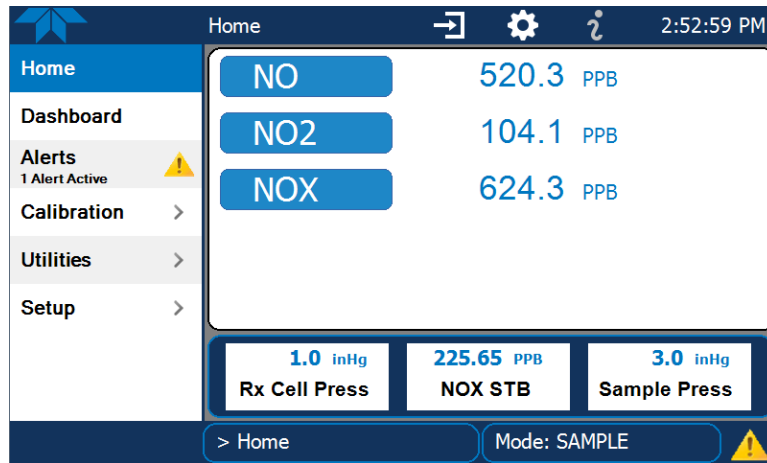 Home 2:52:59 PM
Home
Dashboard
Alerts
1 Alert Active
Calibration
Utilities
Setup
NO 520.3 PPB
NO2 104.1 PPB
NOX 624.3 PPB
1.0 inHg
Rx Cell Press
225.65 PPB
NOX STB
3.0 inHg
Sample Press
> Home
Mode: SAMPLE